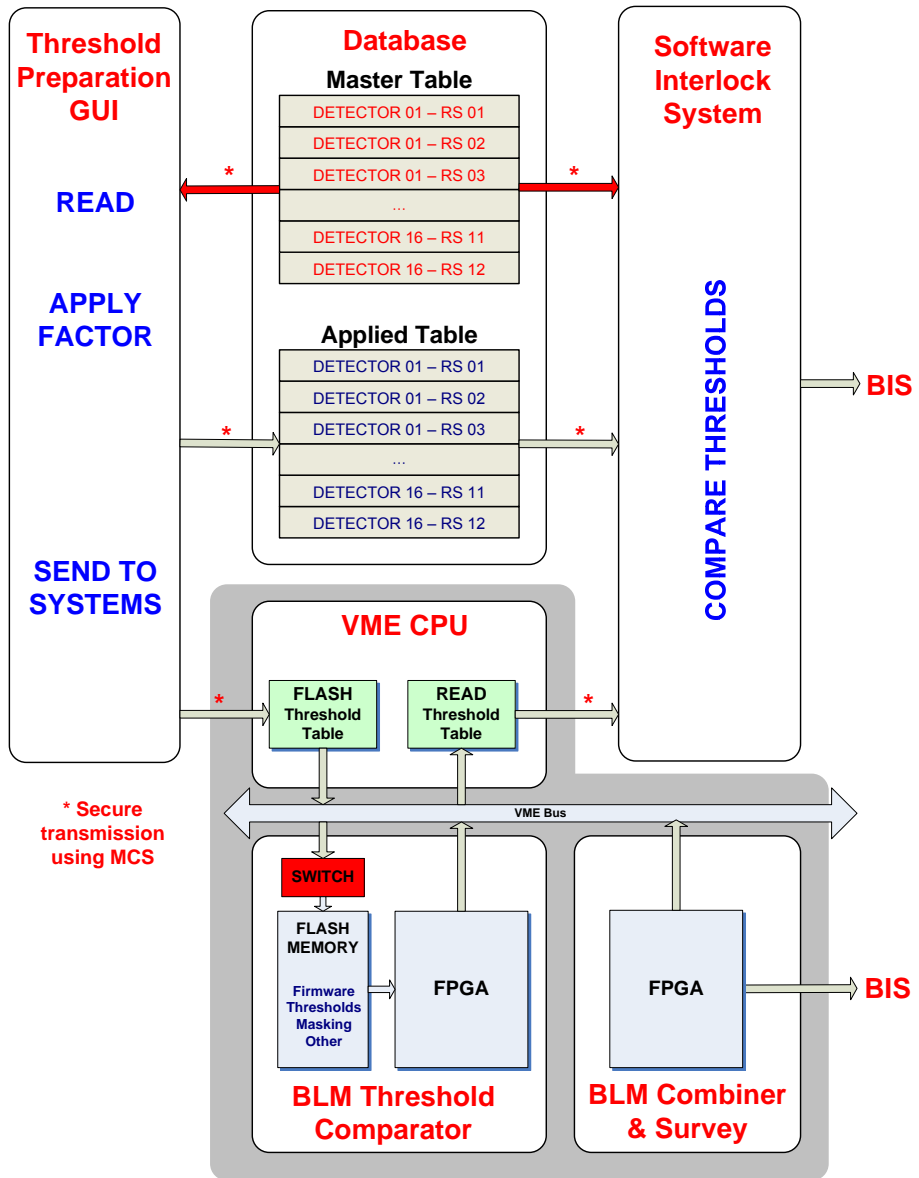 Threshold
Preparation
GUI
READ
APPLY
FACTOR
SEND TO
SYSTEMS
* Secure
transmission
using MCS
*
*
*
Database
Master Table
DETECTOR 01 – RS 01
DETECTOR 01 – RS 02
DETECTOR 01 – RS 03
...
DETECTOR 16 – RS 11
DETECTOR 16 – RS 12
Applied Table
DETECTOR 01 – RS 01
DETECTOR 01 – RS 02
DETECTOR 01 – RS 03
...
DETECTOR 16 – RS 11
DETECTOR 16 – RS 12
*
*
*
Software
Interlock
System
COMPARE THRESHOLDS
BIS
VME CPU
FLASH
Threshold
Table
READ
Threshold
Table
VME Bus
SWITCH
FLASH
MEMORY
Firmware
Thresholds
Masking
Other
FPGA
BLM Threshold
Comparator
FPGA
BLM Combiner
& Survey
BIS